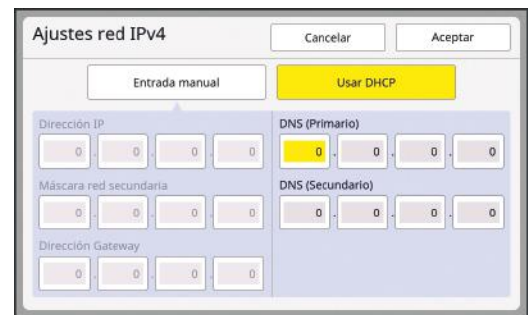 Ajustes red IPv4
Cancelar
Aceptar
Entrada manual
Usar DHCP
Dirección IP
0 . 0 . 0 . 0
Máscara red secundaria
0 . 0 . 0 . 0
Dirección Gateway
0 . 0 . 0 . 0
DNS (Primario)
0 . 0 . 0 . 0
DNS (Secundario)
0 . 0 . 0 . 0